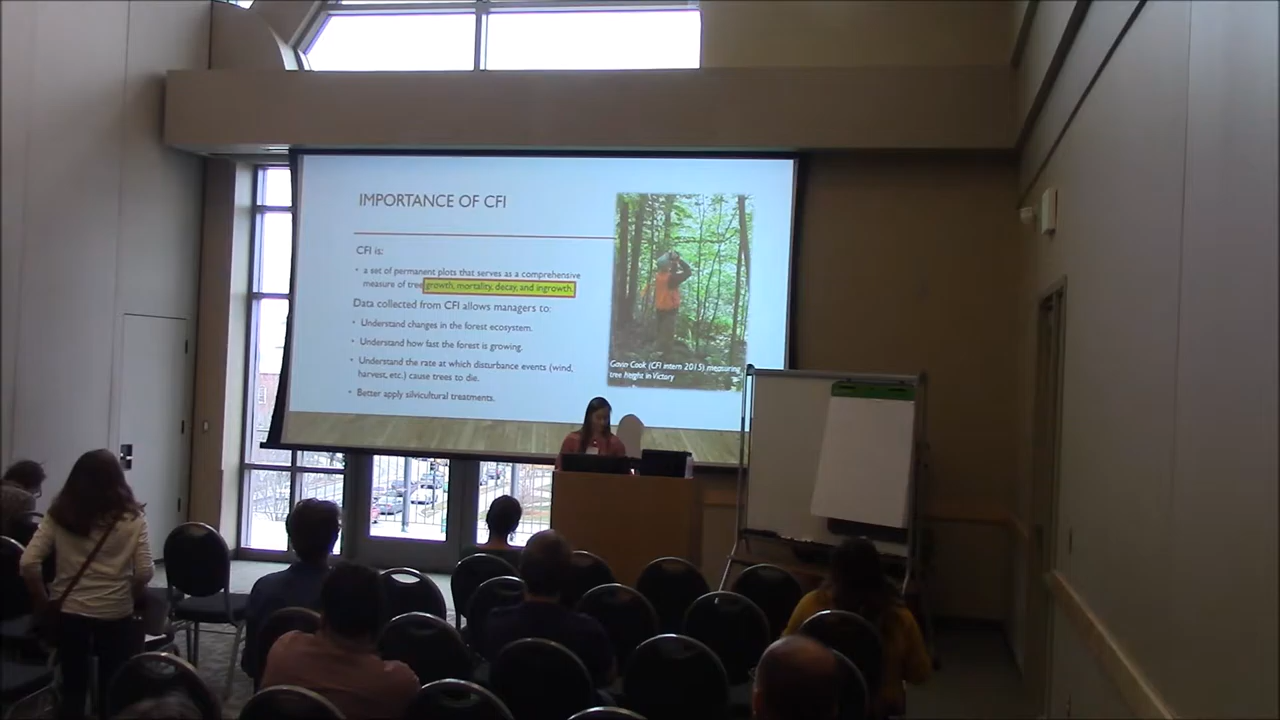 IMPORTANCE OF CFI
CFI is:
• a set of permanent plots that serves as a comprehensive
measure of tree growth, mortality, decay, and ingrowth.
Data collected from CFI allows managers to:
• Understand changes in the forest ecosystem.
• Understand how fast the forest is growing.
• Understand the rate at which disturbance events (wind,
harvest, etc.) cause trees to die.
• Better apply silvicultural treatments.
Gavin Cook (CFI intern 2015) measuring
tree height in Victory